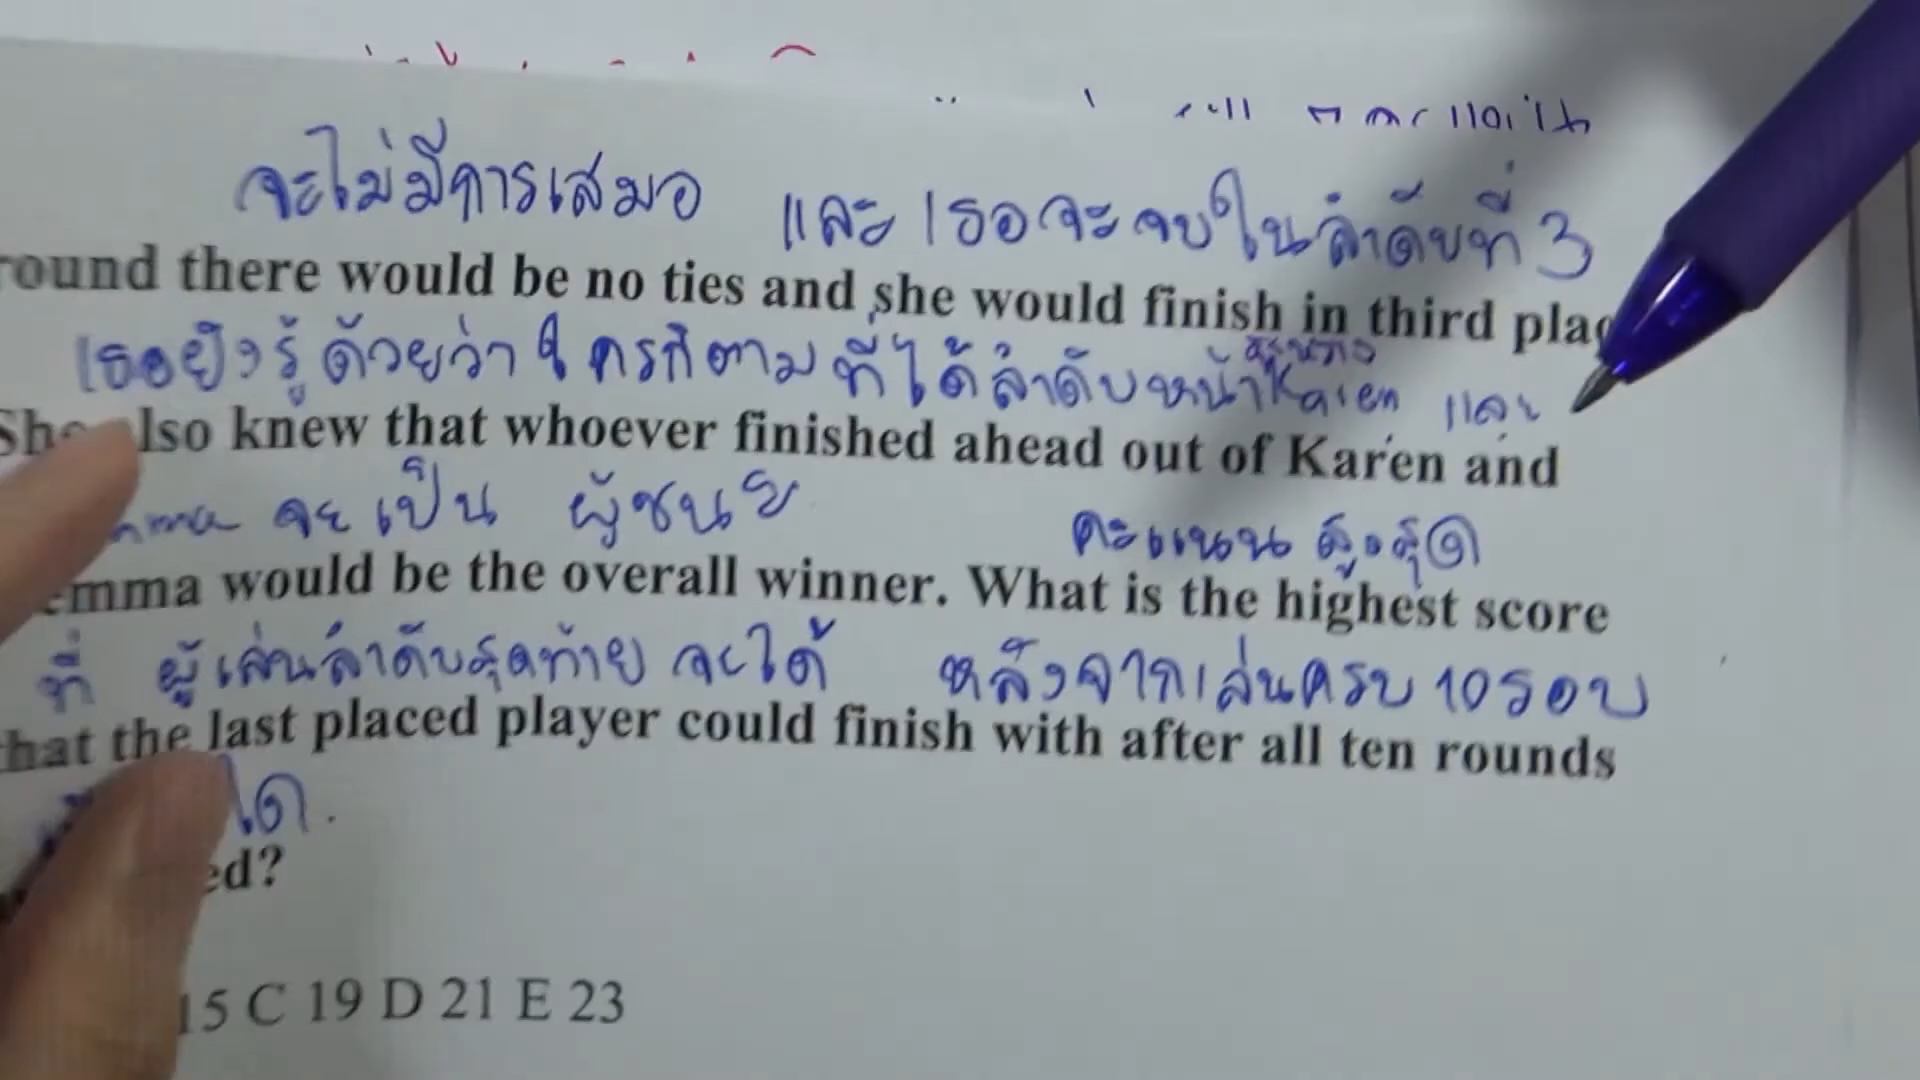 จะไม่มีการเสมอ และ เธอจะจบในลำดับที่ 3
round there would be no ties and she would finish in third
เธอยังรู้ด้วยว่าใครก็ตามที่ได้ลำดับหน้า ระหว่าง Karen และ
She also knew that whoever finished ahead out of Karen and
จะเป็น ผู้ชนะ คะแนนสูงสุด
emma would be the overall winner. What is the highest score
ที่ ผู้เล่นลำดับสุดท้าย จะได้ หลังจากเล่นครบ 10 รอบ
that the last placed player could finish with after all ten rounds
ed?
15 C 19 D 21 E 23